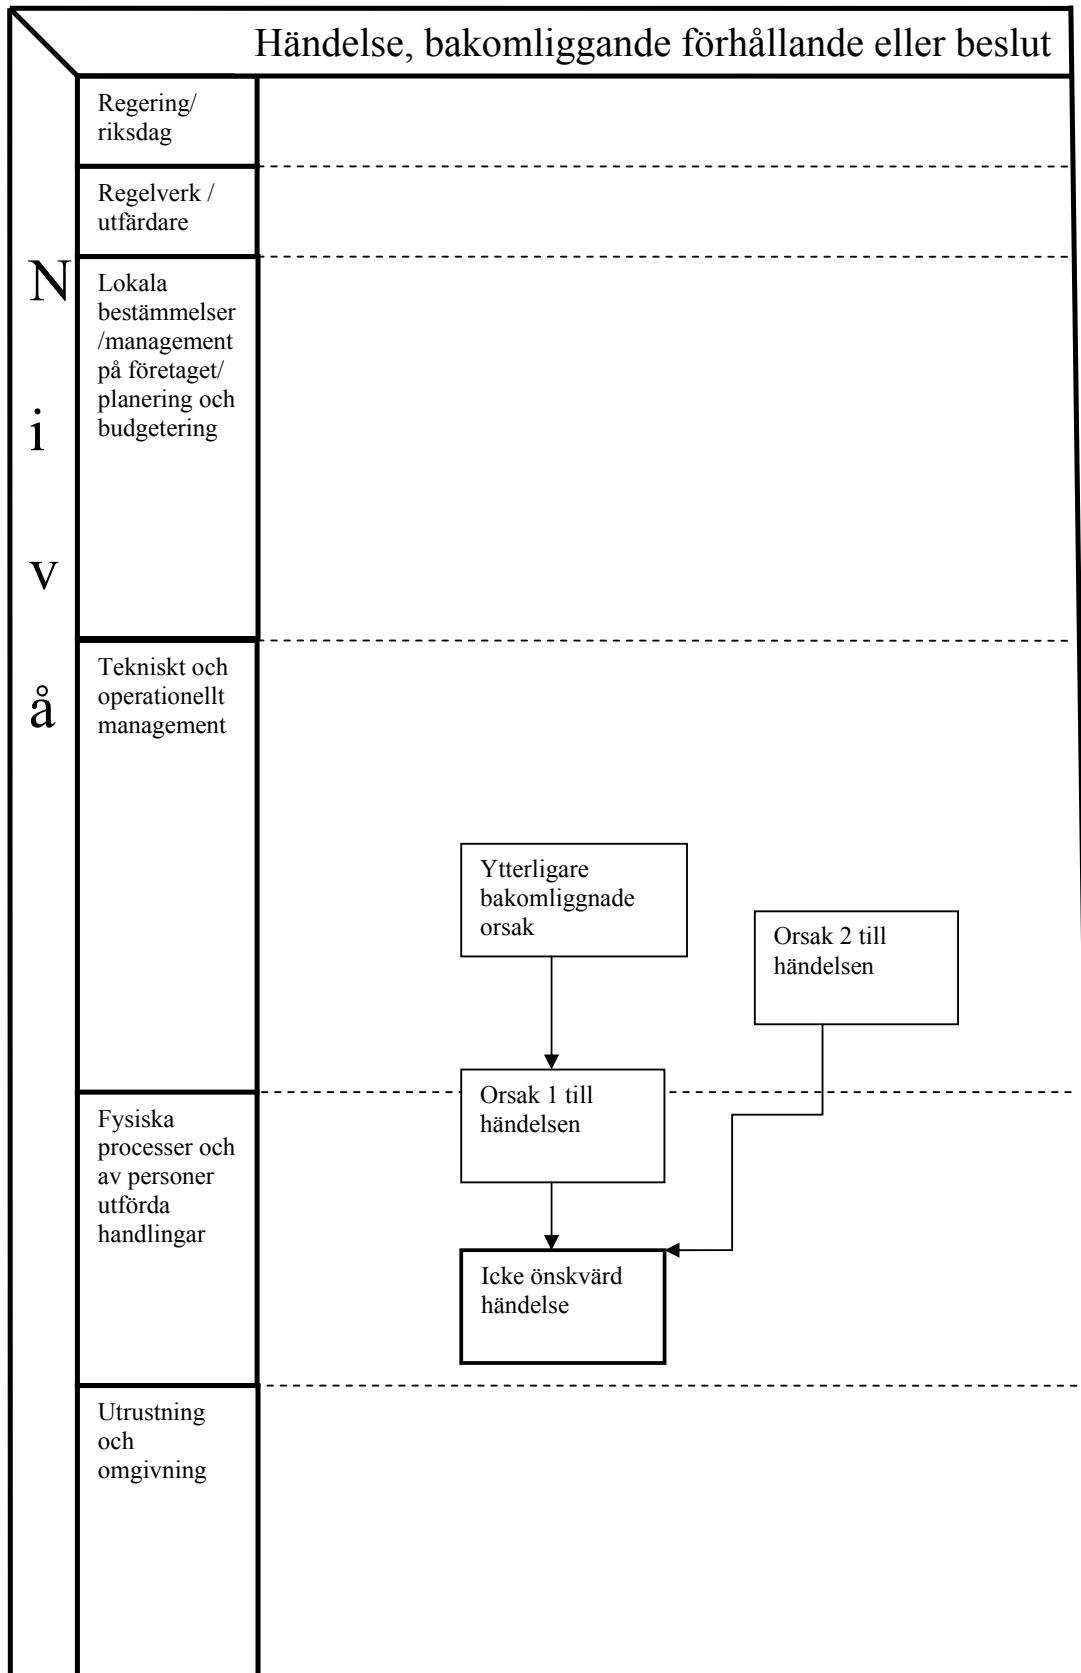 Händelse, bakomliggande förhållande eller beslut
N
i
v
å
Regering/
riksdag
Regelverk /
utfärdare
Lokala
bestämmelser
/management
på företaget/
planering och
budgetering
Tekniskt och
operationellt
management
Ytterligare
bakomliggnade
orsak
Orsak 2 till
händelsen
Orsak 1 till
händelsen
Fysiska
processer och
av personer
utförda
handlingar
Icke önskvärd
händelse
Utrustning
och
omgivning